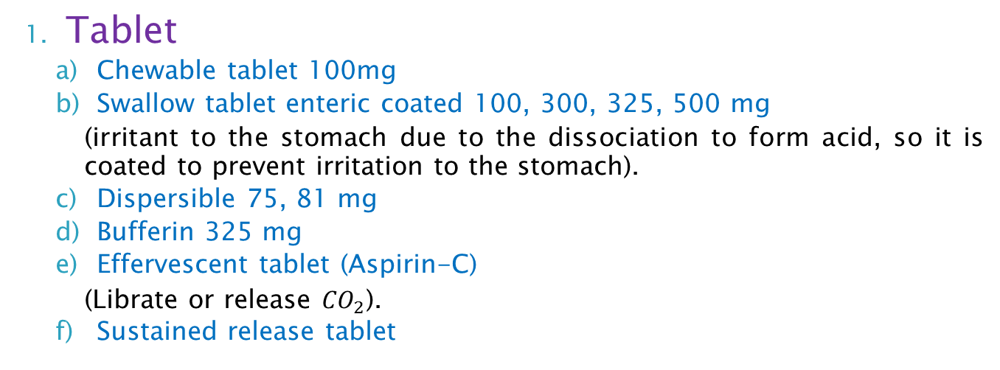 1. Tablet
a) Chewable tablet 100mg
b) Swallow tablet enteric coated 100, 300, 325, 500 mg
(irritant to the stomach due to the dissociation to form acid, so it is
coated to prevent irritation to the stomach).
c) Dispersible 75, 81 mg
d) Bufferin 325 mg
e) Effervescent tablet (Aspirin-C)
(Librate or release CO₂).
f) Sustained release tablet